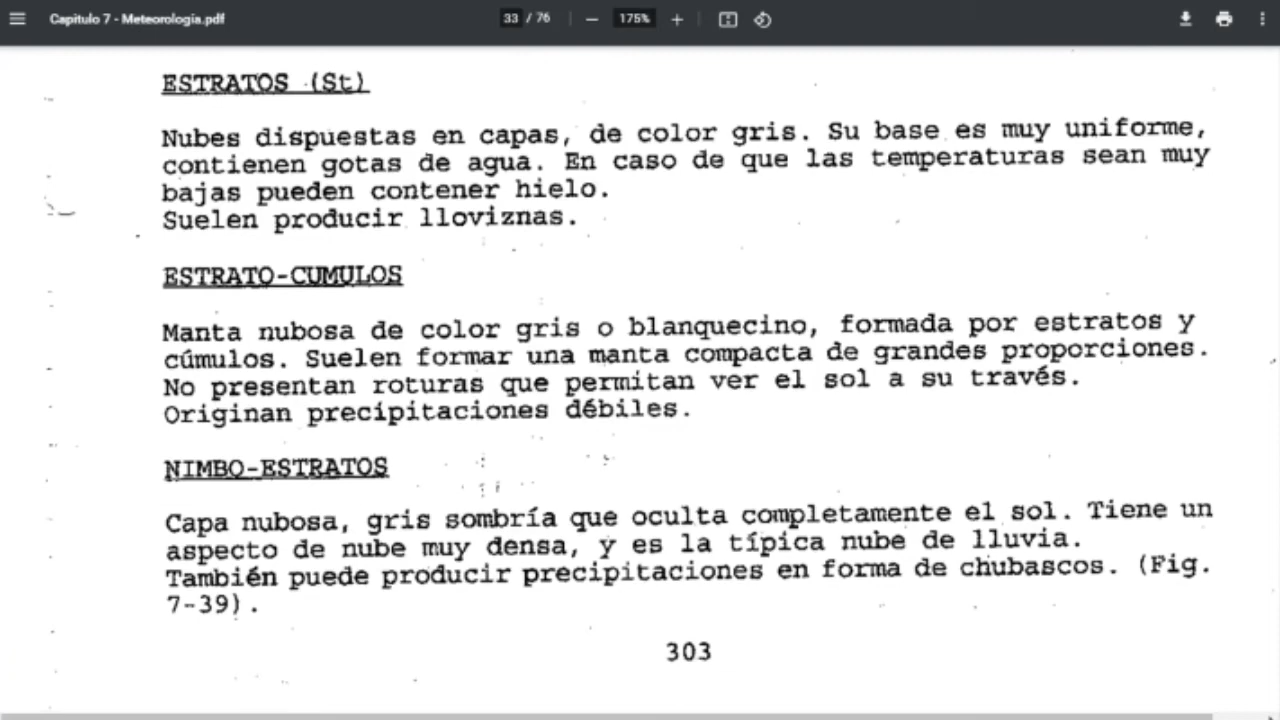 Capitulo 7 - Meteorologia.pdf
33 / 76
175%
ESTRATOS (St)
Nubes dispuestas en capas, de color gris. Su base es muy uniforme,
contienen gotas de agua. En caso de que las temperaturas sean muy
bajas pueden contener hielo.
Suelen producir lloviznas.
ESTRATO-CUMULOS
Manta nubosa de color gris o blanquecino, formada por estratos y
cúmulos. Suelen formar una manta compacta de grandes proporciones.
No presentan roturas que permitan ver el sol a su través.
Originan precipitaciones débiles.
NIMBO-ESTRATOS
Capa nubosa, gris sombría que oculta completamente el sol. Tiene un
aspecto de nube muy densa, y es la típica nube de lluvia.
También puede producir precipitaciones en forma de chubascos. (Fig.
7-39).
303